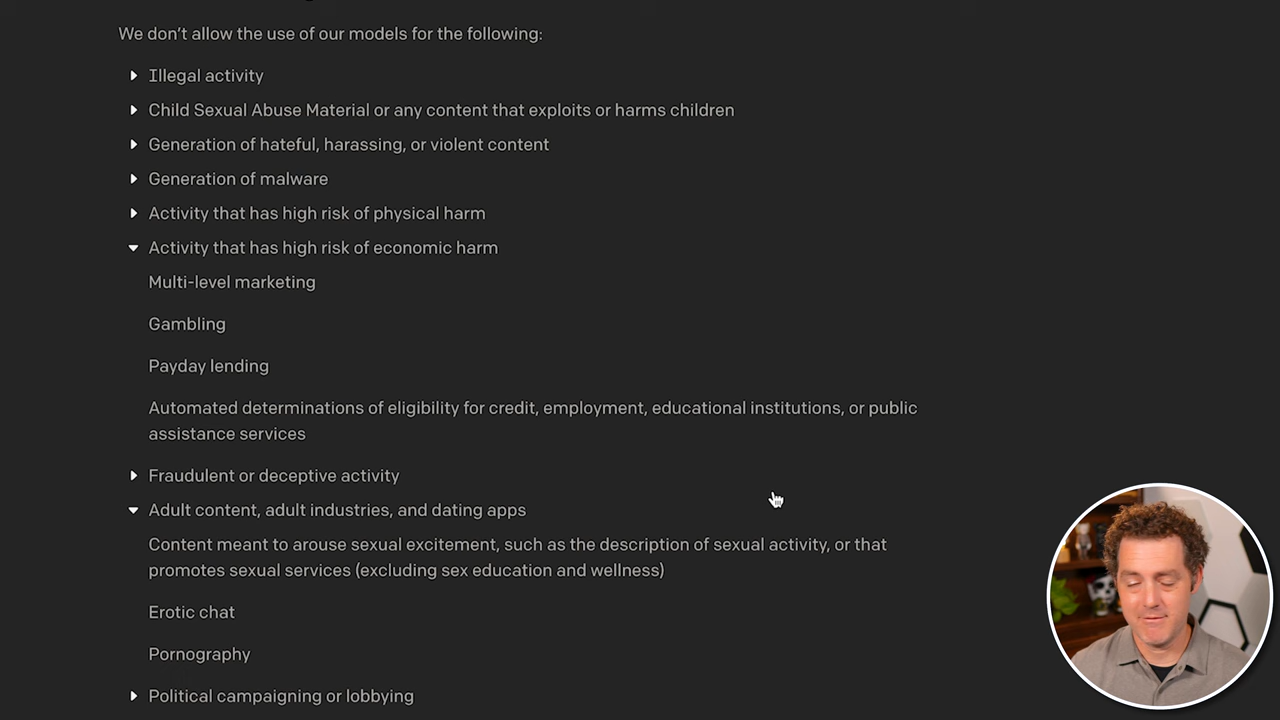 We don't allow the use of our models for the following:
Illegal activity
Child Sexual Abuse Material or any content that exploits or harms children
Generation of hateful, harassing, or violent content
Generation of malware
Activity that has high risk of physical harm
Activity that has high risk of economic harm
Multi-level marketing
Gambling
Payday lending
Automated determinations of eligibility for credit, employment, educational institutions, or public
assistance services
Fraudulent or deceptive activity
Adult content, adult industries, and dating apps
Content meant to arouse sexual excitement, such as the description of sexual activity, or that
promotes sexual services (excluding sex education and wellness)
Erotic chat
Pornography
Political campaigning or lobbying